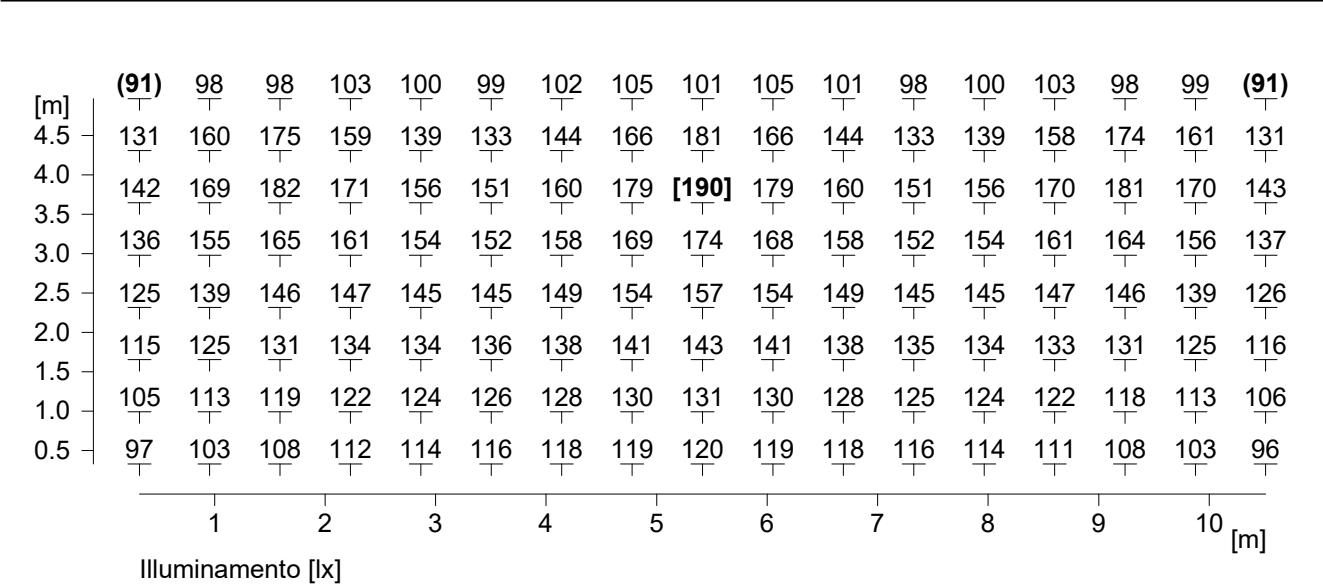 (91) 98 98 103 100 99 102 105 101 105 101 98 100 103 98 99 (91)
[m]
4.5 131 160 175 159 139 133 144 166 181 166 144 133 139 158 174 161 131
4.0
142 169 182 171 156 151 160 179 [190] 179 160 151 156 170 181 170 143
3.5
3.0 136 155 165 161 154 152 158 169 174 168 158 152 154 161 164 156 137
2.5 125 139 146 147 145 145 149 154 157 154 149 145 145 147 146 139 126
2.0
115 125 131 134 134 136 138 141 143 141 138 135 134 133 131 125 116
1.5
1.0 105 113 119 122 124 126 128 130 131 130 128 125 124 122 118 113 106
0.5 97 103 108 112 114 116 118 119 120 119 118 116 114 111 108 103 96
1 2 3 4 5 6 7 8 9 10
[m]
Illuminamento [lx]